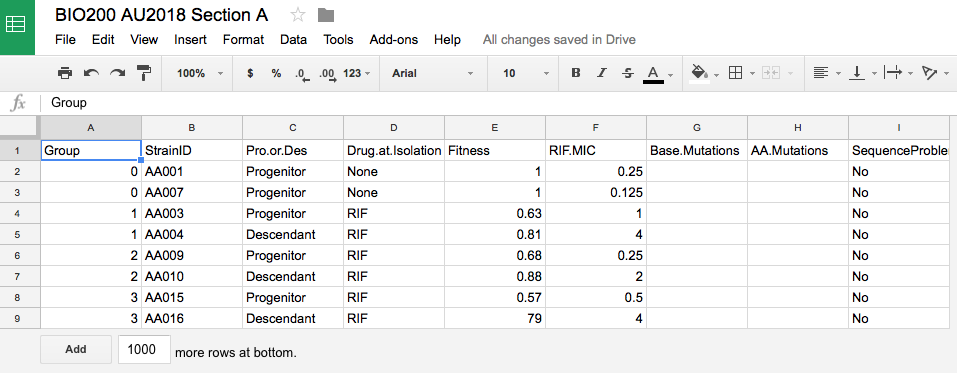 BIO200 AU2018 Section A
File Edit View Insert Format Data Tools Add-ons Help All changes saved in Drive
100% $ % .0 .00 123 Arial 10 B I S A
fx Group
A B C D E F G H I
1 Group StrainID Pro.or.Des Drug.at.Isolation Fitness RIF.MIC Base.Mutations AA.Mutations SequenceProble
2 0 AA001 Progenitor None 1 0.25 No
3 0 AA007 Progenitor None 1 0.125 No
4 1 AA003 Progenitor RIF 0.63 1 No
5 1 AA004 Descendant RIF 0.81 4 No
6 2 AA009 Progenitor RIF 0.68 0.25 No
7 2 AA010 Descendant RIF 0.88 2 No
8 3 AA015 Progenitor RIF 0.57 0.5 No
9 3 AA016 Descendant RIF 79 4 No
Add 1000 more rows at bottom.